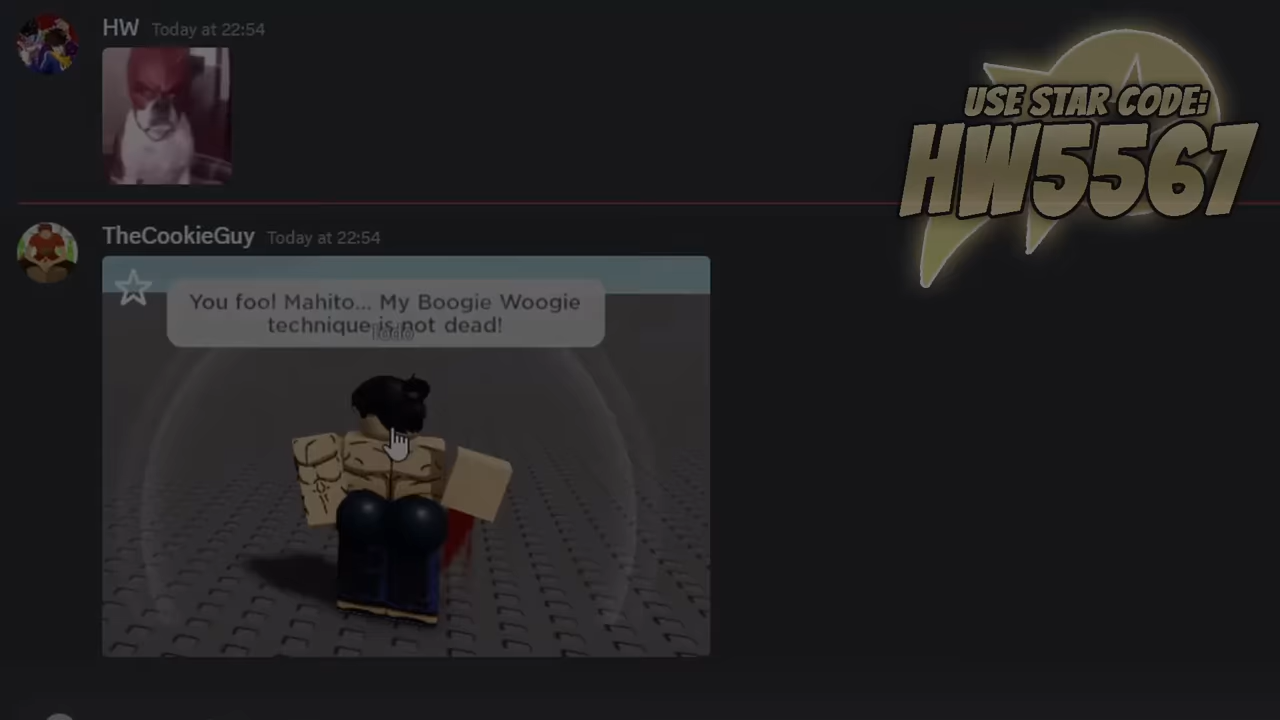 HW Today at 22:54
USE STAR CODE:
HW5567
TheCookieGuy Today at 22:54
You fool Mahito... My Boogie Woogie
technique is not dead!
Todo